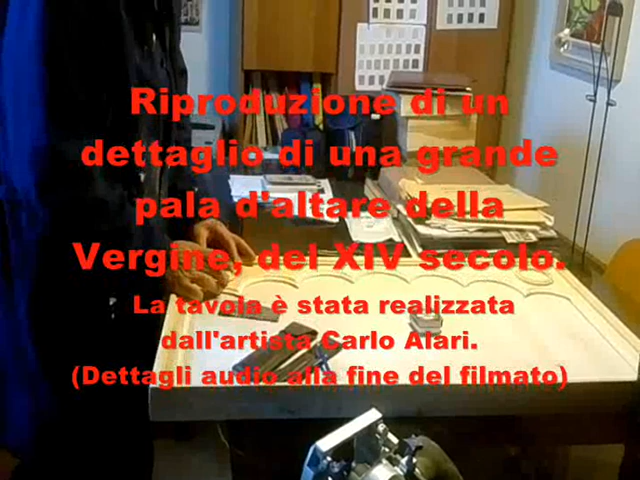 Riproduzione di un
dettaglio di una grande
pala d'altare della
Vergine, del XIV secolo.
La tavola è stata realizzata
dall'artista Carlo Alari.
(Dettagli audio alla fine del filmato)